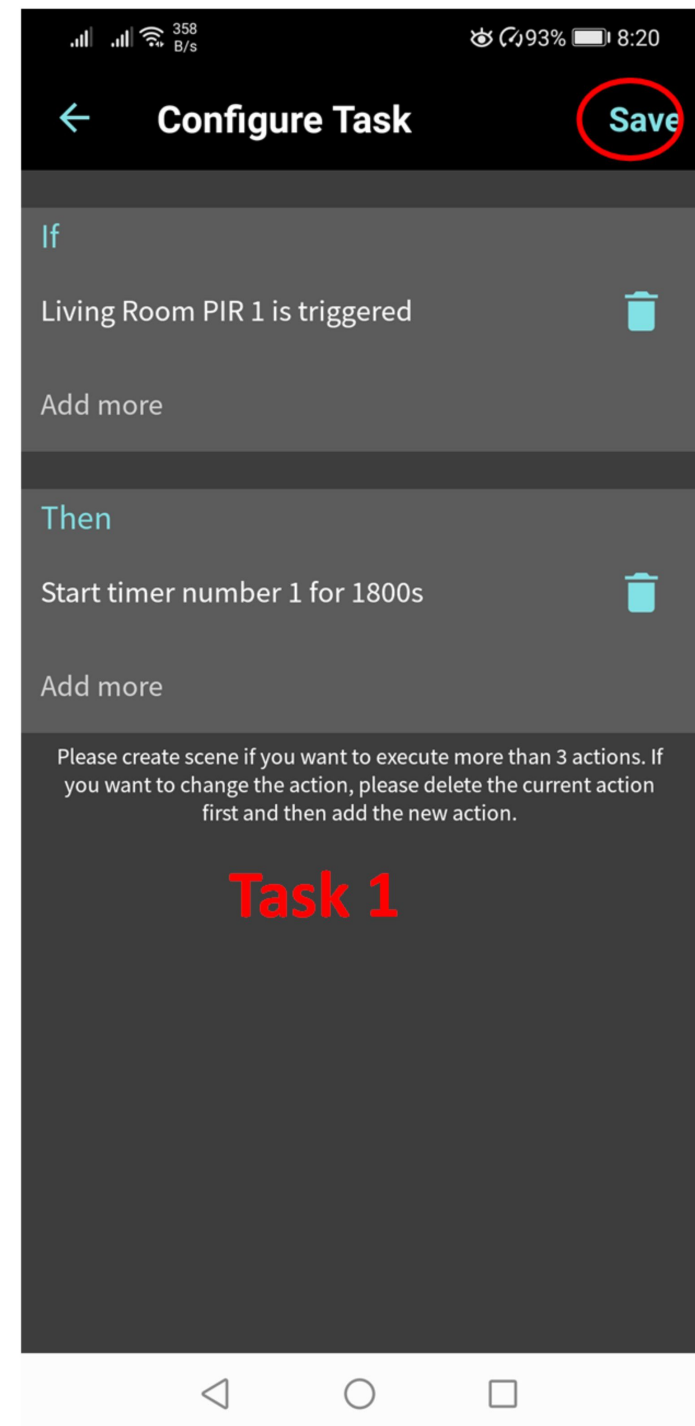 358
B/s
93%
8:20
Configure Task
Save
If
Living Room PIR 1 is triggered
Add more
Then
Start timer number 1 for 1800s
Add more
Please create scene if you want to execute more than 3 actions. If
you want to change the action, please delete the current action
first and then add the new action.
Task 1